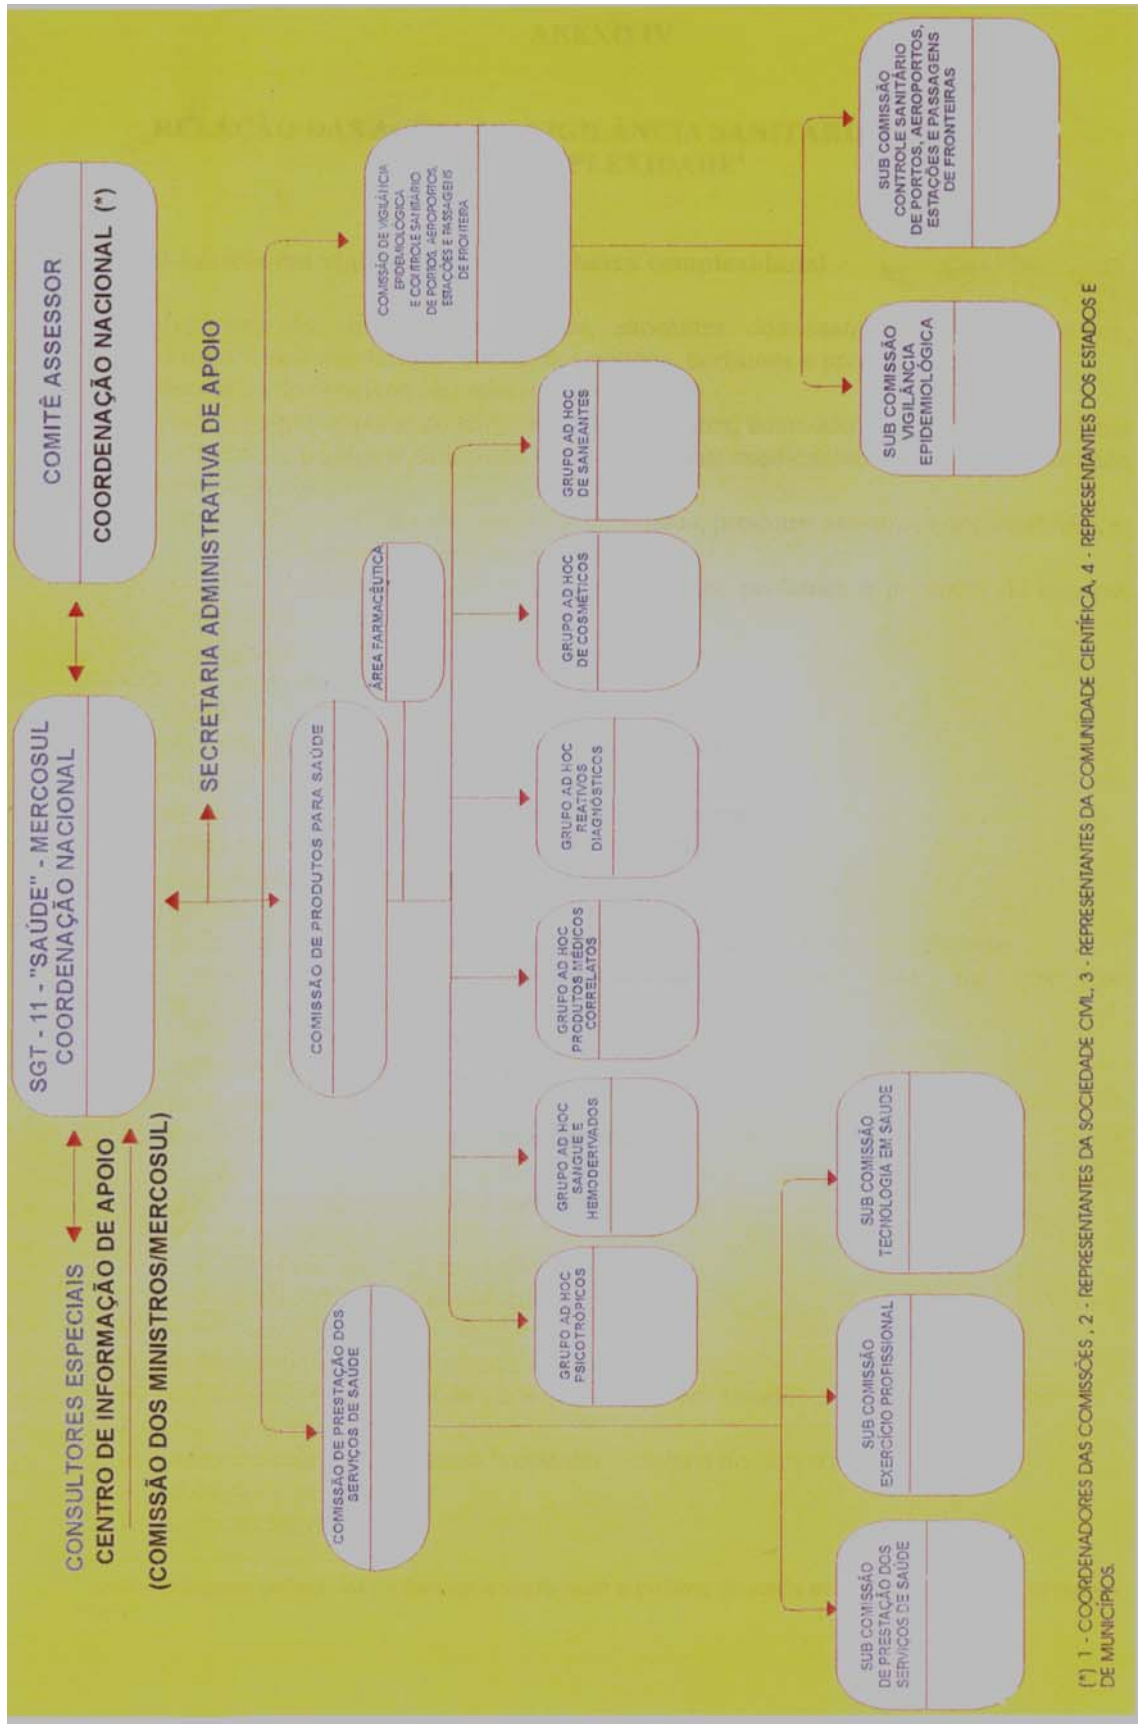 CONSULTORES ESPECIAIS
CENTRO DE INFORMAÇÃO DE APOIO
(COMISSÃO DOS MINISTROS/MERCOSUL)
SGT - 11 - "SAÚDE" - MERCOSUL
COORDENAÇÃO NACIONAL
COMITÊ ASSESSOR
COORDENAÇÃO NACIONAL (*)
SECRETARIA ADMINISTRATIVA DE APOIO
COMISSÃO DE PRESTAÇÃO DOS
SERVIÇOS DE SAÚDE
COMISSÃO DE PRODUTOS PARA SAÚDE
ÁREA FARMACÊUTICA
COMISSÃO DE VIGILÂNCIA
EPIDEMIOLÓGICA
E CONTROLE SANITÁRIO
DE PORTOS, AEROPORTOS,
ESTAÇÕES E PASSAGENS
DE FRONTEIRA
GRUPO AD HOC
PSICOTRÓPICOS
GRUPO AD HOC
SANGUE E
HEMODERIVADOS
GRUPO AD HOC
PRODUTOS MÉDICOS
CORRELATOS
GRUPO AD HOC
REATIVOS
DIAGNÓSTICOS
GRUPO AD HOC
DE COSMÉTICOS
GRUPO AD HOC
DE SANEANTES
SUB COMISSÃO
DE PRESTAÇÃO DOS
SERVIÇOS DE SAÚDE
SUB COMISSÃO
EXERCÍCIO PROFISSIONAL
SUB COMISSÃO
TECNOLOGIA EM SAUDE
SUB COMISSÃO
VIGILÂNCIA
EPIDEMIOLÓGICA
SUB COMISSÃO
CONTROLE SANITÁRIO
DE PORTOS, AEROPORTOS,
ESTAÇÕES E PASSAGENS
DE FRONTEIRAS
(*) 1 - COORDENADORES DAS COMISSÕES , 2 - REPRESENTANTES DA SOCIEDADE CIVIL, 3 - REPRESENTANTES DA COMUNIDADE CIENTÍFICA, 4 - REPRESENTANTES DOS ESTADOS E
DE MUNICÍPIOS.